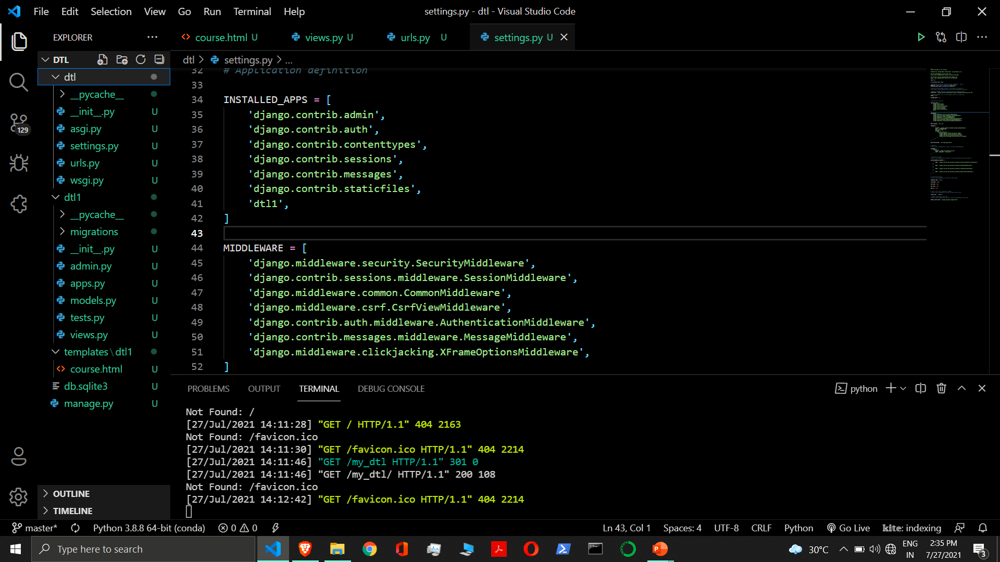 File Edit Selection View Go Run Terminal Help
settings.py - dtl - Visual Studio Code
EXPLORER
course.html U
views.py U
urls.py U
settings.py U
DTL
dtl
__pycache__
__init__.py U
asgi.py U
settings.py U
urls.py U
wsgi.py U
dtl1
__pycache__
migrations
__init__.py U
admin.py U
apps.py U
models.py U
tests.py U
views.py U
templates\dtl1
course.html U
db.sqlite3 U
manage.py U
OUTLINE
TIMELINE
129
dtl > settings.py > ...
32 # Application definition
33
34 INSTALLED_APPS = [
35 'django.contrib.admin',
36 'django.contrib.auth',
37 'django.contrib.contenttypes',
38 'django.contrib.sessions',
39 'django.contrib.messages',
40 'django.contrib.staticfiles',
41 'dtl1',
42 ]
43
44 MIDDLEWARE = [
45 'django.middleware.security.SecurityMiddleware',
46 'django.contrib.sessions.middleware.SessionMiddleware',
47 'django.middleware.common.CommonMiddleware',
48 'django.middleware.csrf.CsrfViewMiddleware',
49 'django.contrib.auth.middleware.AuthenticationMiddleware',
50 'django.contrib.messages.middleware.MessageMiddleware',
51 'django.middleware.clickjacking.XFrameOptionsMiddleware',
52 ]
PROBLEMS OUTPUT TERMINAL DEBUG CONSOLE
python
Not Found: /
[27/Jul/2021 14:11:28] "GET / HTTP/1.1" 404 2163
Not Found: /favicon.ico
[27/Jul/2021 14:11:30] "GET /favicon.ico HTTP/1.1" 404 2214
[27/Jul/2021 14:11:46] "GET /my_dtl HTTP/1.1" 301 0
[27/Jul/2021 14:11:46] "GET /my_dtl/ HTTP/1.1" 200 108
Not Found: /favicon.ico
[27/Jul/2021 14:12:42] "GET /favicon.ico HTTP/1.1" 404 2214
master* Python 3.8.8 64-bit (conda) 0 0
Ln 43, Col 1 Spaces: 4 UTF-8 CRLF Python Go Live kite: indexing
Type here to search
30°C
ENG
IN
2:35 PM
7/27/2021
3